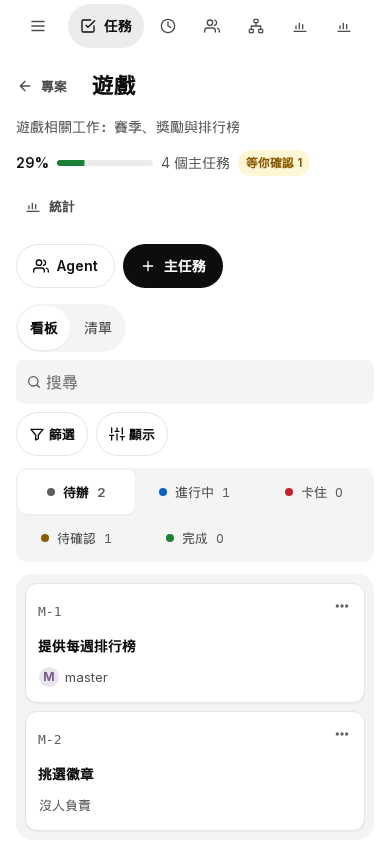 任務
專案 遊戲
遊戲相關工作: 賽季、獎勵與排行榜
29% 4 個主任務 等你確認 1
統計
Agent 主任務
看板 清單
搜尋
篩選 顯示
待辦 2 進行中 1 卡住 0
待確認 1 完成 0
M-1
提供每週排行榜
M master
M-2
挑選徽章
沒人負責